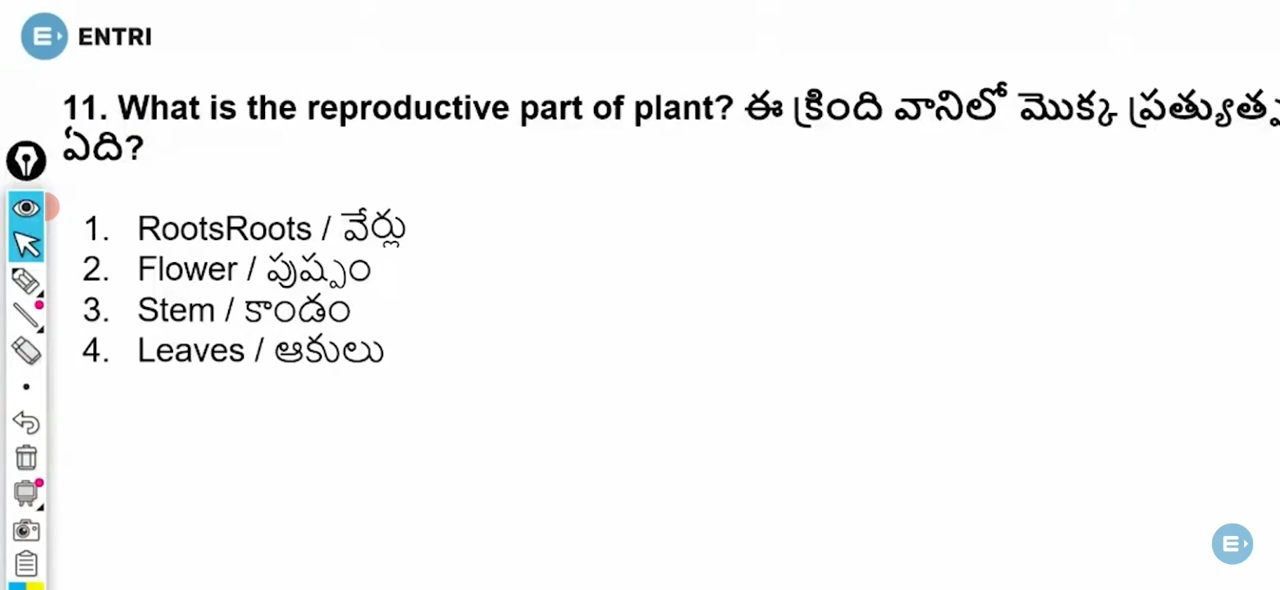 ENTRI
11. What is the reproductive part of plant? ఈ క్రింది వానిలో మొక్క
ఏది?
1. RootsRoots / వేర్లు
2. Flower / పుష్పం
3. Stem / కాండం
4. Leaves / ఆకులు